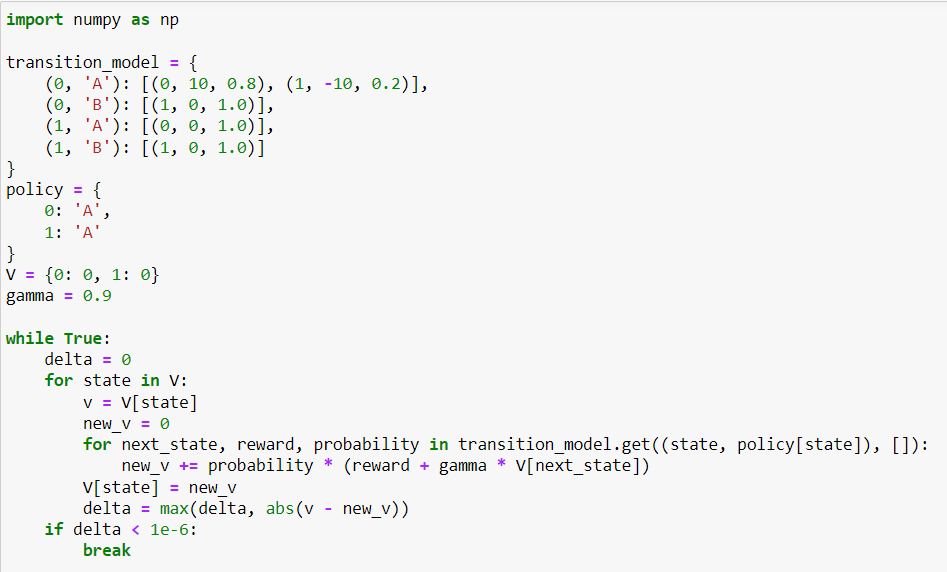 import numpy as np
transition_model = {
    (0, 'A'): [(0, 10, 0.8), (1, -10, 0.2)],
    (0, 'B'): [(1, 0, 1.0)],
    (1, 'A'): [(0, 0, 1.0)],
    (1, 'B'): [(1, 0, 1.0)]
}
policy = {
    0: 'A',
    1: 'A'
}
V = {0: 0, 1: 0}
gamma = 0.9
while True:
    delta = 0
    for state in V:
        v = V[state]
        new_v = 0
        for next_state, reward, probability in transition_model.get((state, policy[state]), []):
            new_v += probability * (reward + gamma * V[next_state])
        V[state] = new_v
        delta = max(delta, abs(v - new_v))
    if delta < 1e-6:
        break